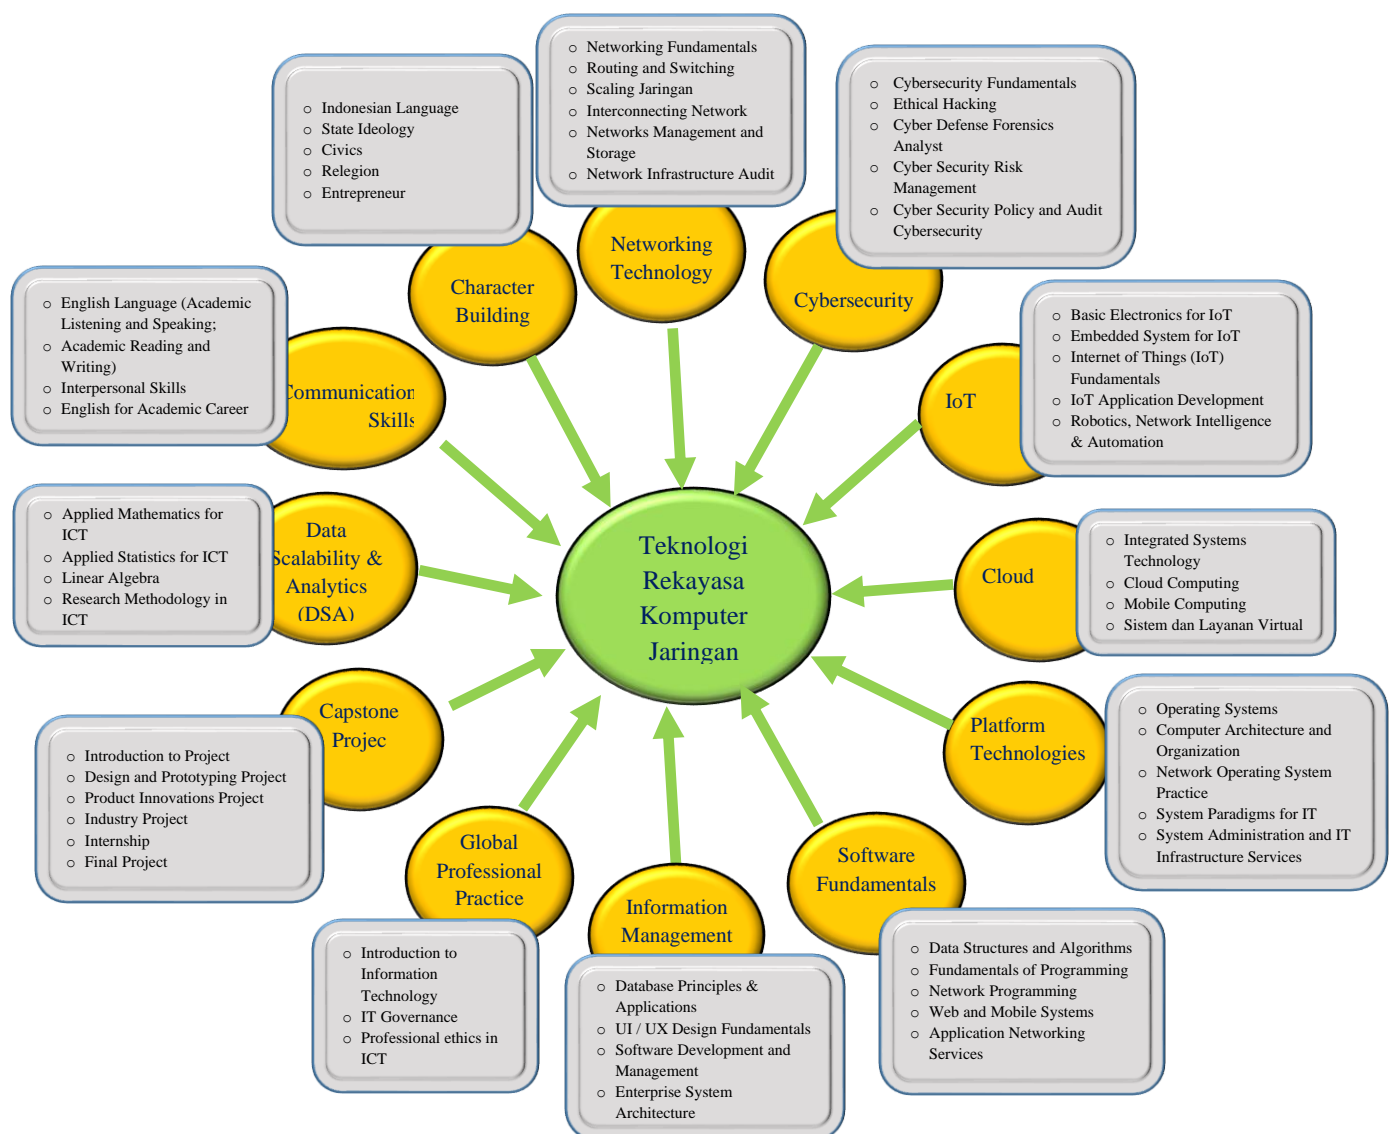 Networking Fundamentals
Routing and Switching
Scaling Jaringan
Interconnecting Network
Networks Management and
Storage
Network Infrastructure Audit
Networking
Technology
Cybersecurity Fundamentals
Ethical Hacking
Cyber Defense Forensics
Analyst
Cyber Security Risk
Management
Cyber Security Policy and Audit
Cybersecurity
Cybersecurity
Basic Electronics for IoT
Embedded System for IoT
Internet of Things (IoT)
Fundamentals
IoT Application Development
Robotics, Network Intelligence
& Automation
IoT
Integrated Systems
Technology
Cloud Computing
Mobile Computing
Sistem dan Layanan Virtual
Cloud
Operating Systems
Computer Architecture and
Organization
Network Operating System
Practice
System Paradigms for IT
System Administration and IT
Infrastructure Services
Platform
Technologies
Data Structures and Algorithms
Fundamentals of Programming
Network Programming
Web and Mobile Systems
Application Networking
Services
Software
Fundamentals
Database Principles &
Applications
UI / UX Design Fundamentals
Software Development and
Management
Enterprise System
Architecture
Information
Management
Introduction to
Information
Technology
IT Governance
Professional ethics in
ICT
Global
Professional
Practice
Introduction to Project
Design and Prototyping Project
Product Innovations Project
Industry Project
Internship
Final Project
Capstone
Projec
Applied Mathematics for
ICT
Applied Statistics for ICT
Linear Algebra
Research Methodology in
ICT
Data
Scalability &
Analytics
(DSA)
English Language (Academic
Listening and Speaking;
Academic Reading and
Writing)
Interpersonal Skills
English for Academic Career
Communication
Skills
Indonesian Language
State Ideology
Civics
Relegion
Entrepreneur
Character
Building
Teknologi
Rekayasa
Komputer
Jaringan